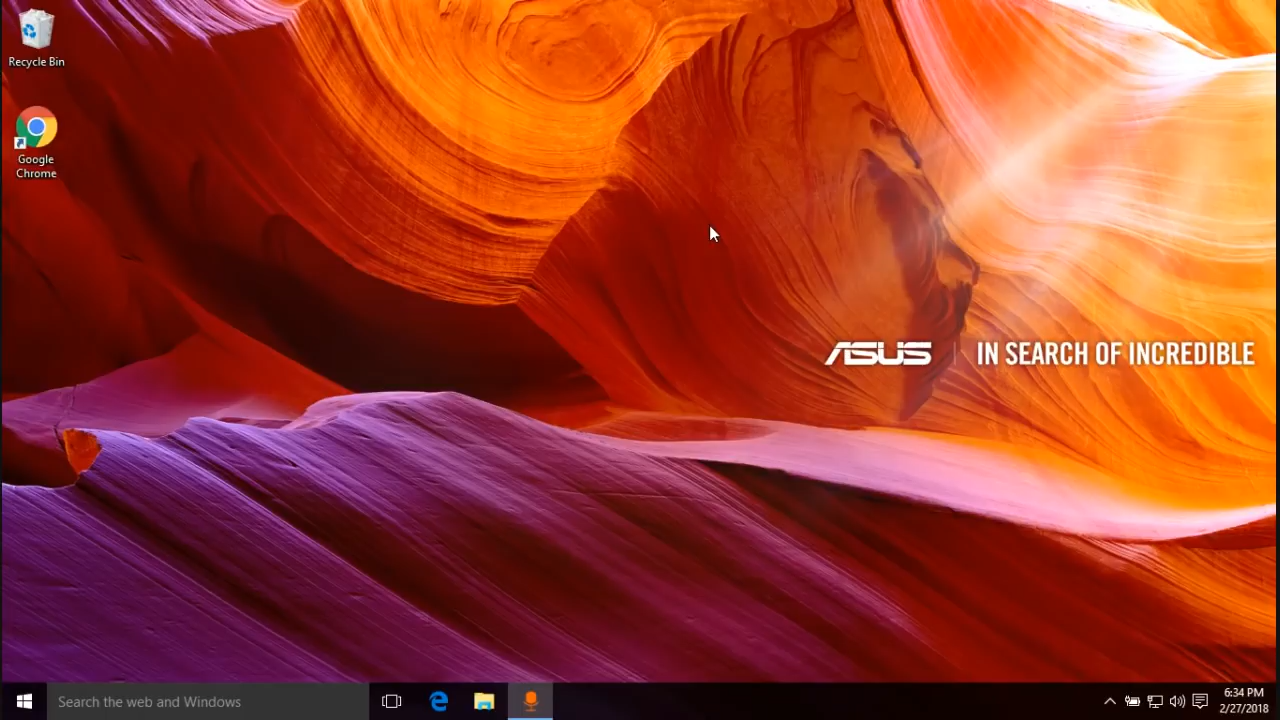 Recycle Bin
Google
Chrome
ASUS
IN SEARCH OF INCREDIBLE
Search the web and Windows
6:34 PM
2/27/2018